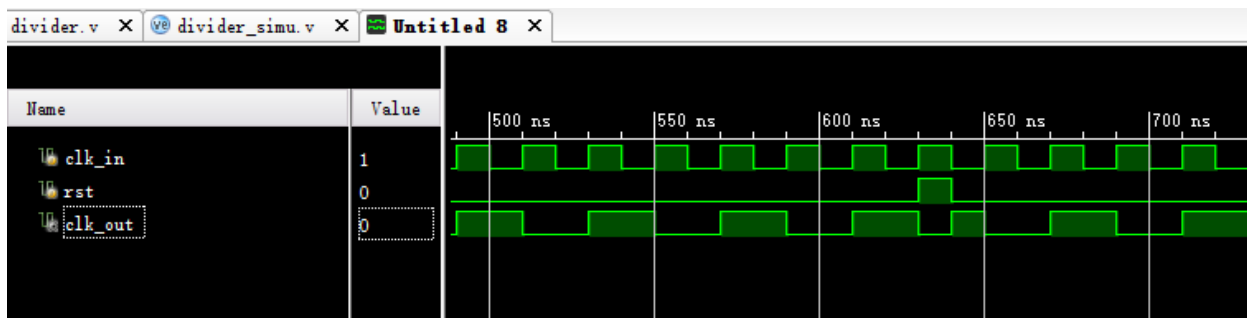 divider.v X divider_simu.v X Untitled 8 X
Name Value
500 ns 550 ns 600 ns 650 ns 700 ns
clk_in 1
rst 0
clk_out 0